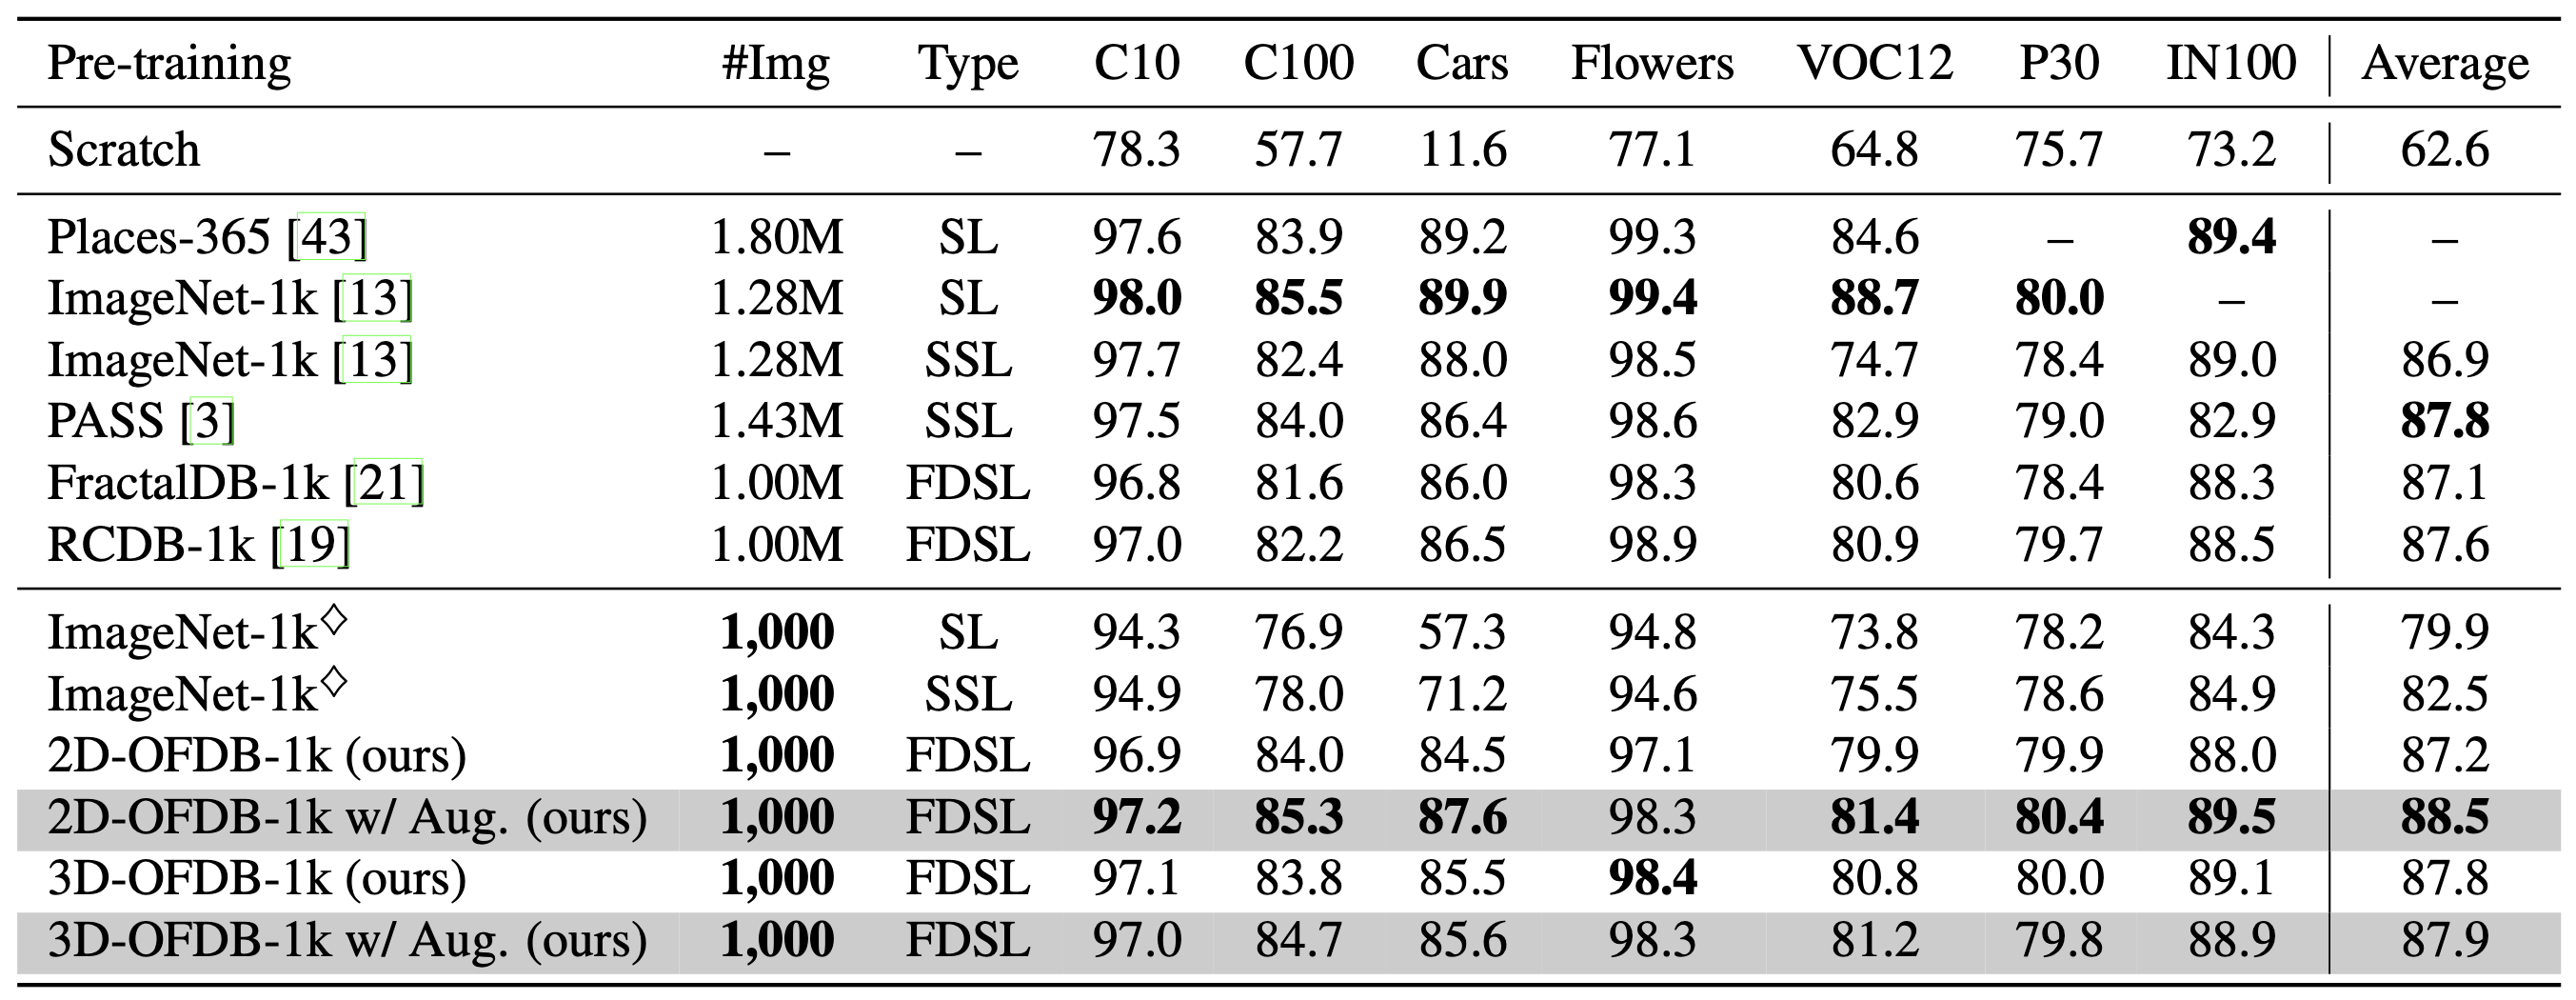 Pre-training #Img Type C10 C100 Cars Flowers VOC12 P30 IN100 Average
Scratch – – 78.3 57.7 11.6 77.1 64.8 75.7 73.2 62.6
Places-365 [43] 1.80M SL 97.6 83.9 89.2 99.3 84.6 – 89.4 –
ImageNet-1k [13] 1.28M SL 98.0 85.5 89.9 99.4 88.7 80.0 – –
ImageNet-1k [13] 1.28M SSL 97.7 82.4 88.0 98.5 74.7 78.4 89.0 86.9
PASS [3] 1.43M SSL 97.5 84.0 86.4 98.6 82.9 79.0 82.9 87.8
FractalDB-1k [21] 1.00M FDSL 96.8 81.6 86.0 98.3 80.6 78.4 88.3 87.1
RCDB-1k [19] 1.00M FDSL 97.0 82.2 86.5 98.9 80.9 79.7 88.5 87.6
ImageNet-1k◇ 1,000 SL 94.3 76.9 57.3 94.8 73.8 78.2 84.3 79.9
ImageNet-1k◇ 1,000 SSL 94.9 78.0 71.2 94.6 75.5 78.6 84.9 82.5
2D-OFDB-1k (ours) 1,000 FDSL 96.9 84.0 84.5 97.1 79.9 79.9 88.0 87.2
2D-OFDB-1k w/ Aug. (ours) 1,000 FDSL 97.2 85.3 87.6 98.3 81.4 80.4 89.5 88.5
3D-OFDB-1k (ours) 1,000 FDSL 97.1 83.8 85.5 98.4 80.8 80.0 89.1 87.8
3D-OFDB-1k w/ Aug. (ours) 1,000 FDSL 97.0 84.7 85.6 98.3 81.2 79.8 88.9 87.9